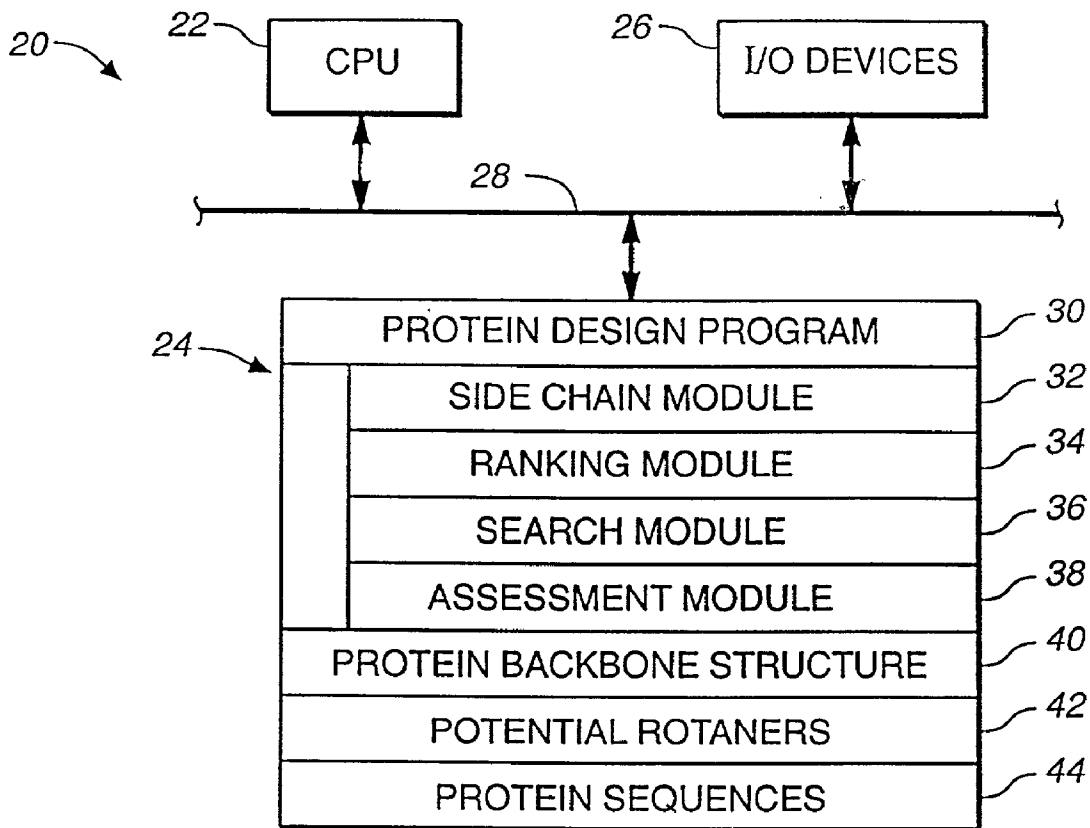 20
22
CPU
26
I/O DEVICES
28
24
PROTEIN DESIGN PROGRAM
30
SIDE CHAIN MODULE
32
RANKING MODULE
34
SEARCH MODULE
36
ASSESSMENT MODULE
38
PROTEIN BACKBONE STRUCTURE
40
POTENTIAL ROTANERS
42
PROTEIN SEQUENCES
44